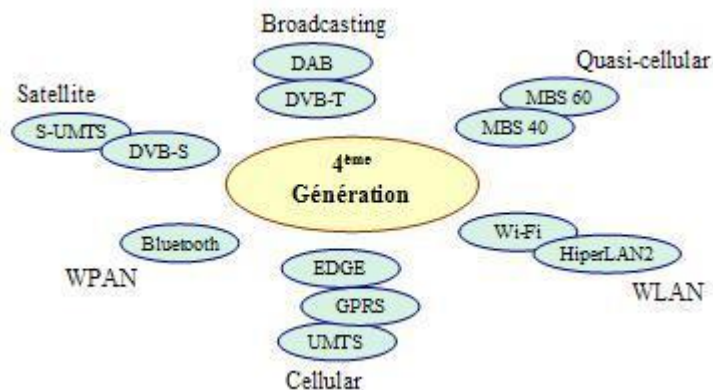 Broadcasting
DAB
DVB-T
Quasi-cellular
MBS 60
MBS 40
Satellite
S-UMTS
DVB-S
4ème
Génération
Bluetooth
WPAN
Wi-Fi
HiperLAN2
WLAN
EDGE
GPRS
UMTS
Cellular